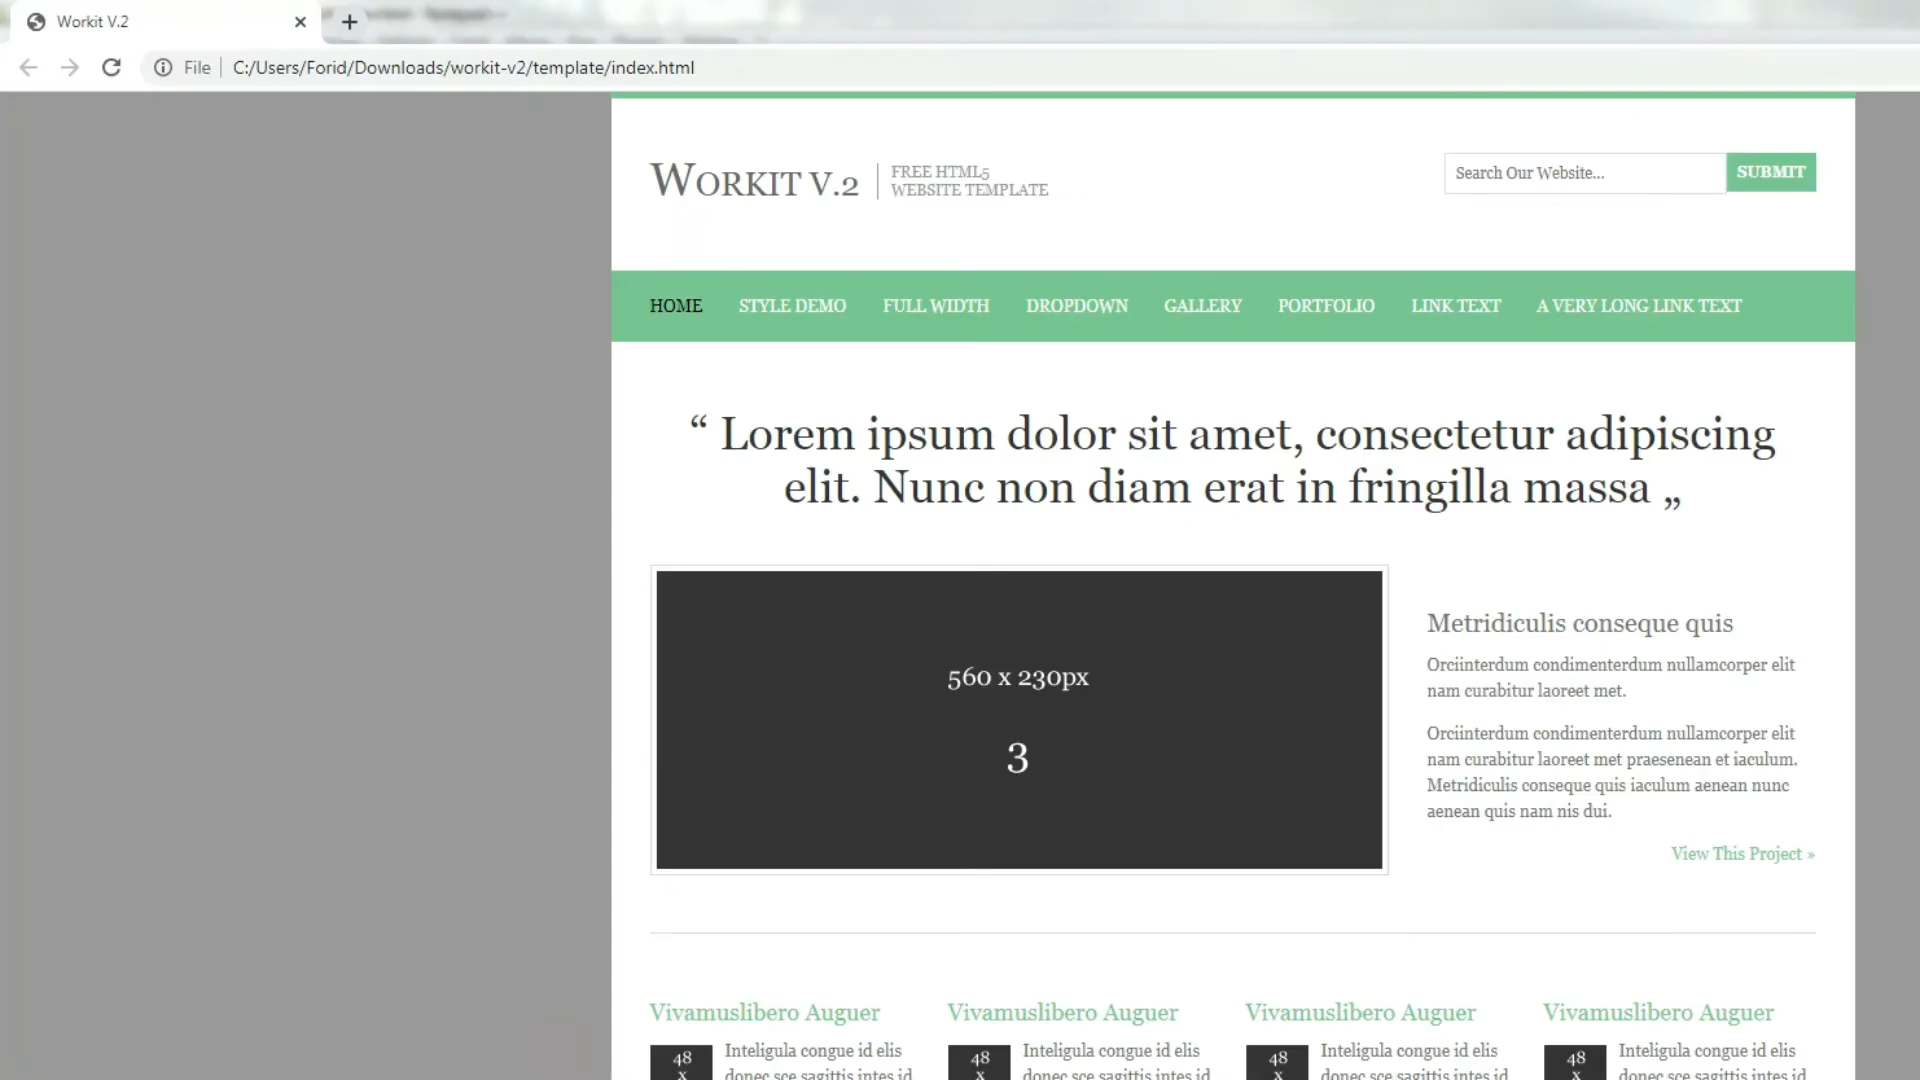 Workit V.2
File C:/Users/Forid/Downloads/workit-v2/template/index.html
WORKIT V.2
FREE HTML5
WEBSITE TEMPLATE
Search Our Website...
SUBMIT
HOME STYLE DEMO FULL WIDTH DROPDOWN GALLERY PORTFOLIO LINK TEXT A VERY LONG LINK TEXT
“ Lorem ipsum dolor sit amet, consectetur adipiscing
elit. Nunc non diam erat in fringilla massa „
560 x 230px
3
Metridiculis conseque quis
Orciinterdum condimenterdum nullamcorper elit
nam curabitur laoreet met.
Orciinterdum condimenterdum nullamcorper elit
nam curabitur laoreet met praesenean et iaculum.
Metridiculis conseque quis iaculum aenean nunc
aenean quis nam nis dui.
View This Project »
Vivamuslibero Auguer
48
x
Inteligula congue id elis
donec sce sagittis intes id
Vivamuslibero Auguer
48
x
Inteligula congue id elis
donec sce sagittis intes id
Vivamuslibero Auguer
48
x
Inteligula congue id elis
donec sce sagittis intes id
Vivamuslibero Auguer
48
x
Inteligula congue id elis
donec sce sagittis intes id